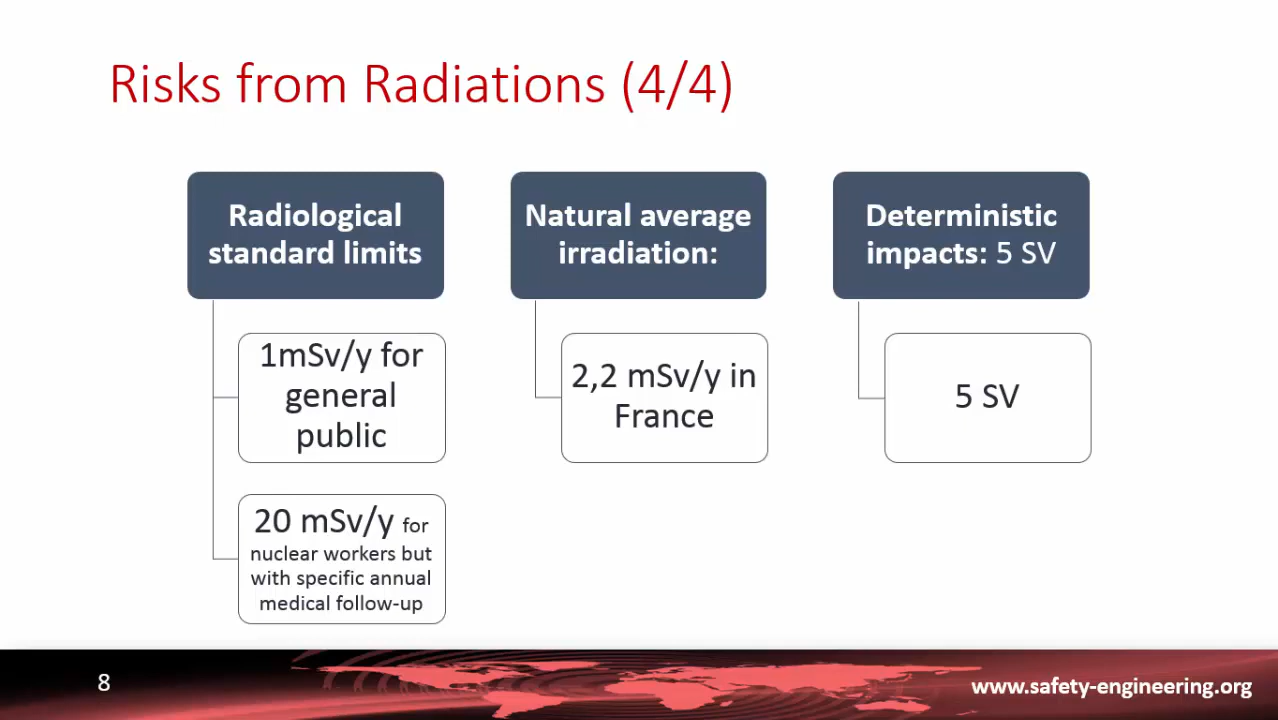 Risks from Radiations (4/4)
Radiological
standard limits
1mSv/y for
general
public
20 mSv/y for
nuclear workers but
with specific annual
medical follow-up
Natural average
irradiation:
2,2 mSv/y in
France
Deterministic
impacts: 5 SV
5 SV
8
www.safety-engineering.org